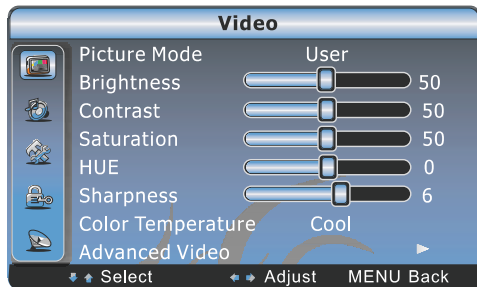 Video
Picture Mode User
Brightness 50
Contrast 50
Saturation 50
HUE 0
Sharpness 6
Color Temperature Cool
Advanced Video
Select Adjust MENU Back